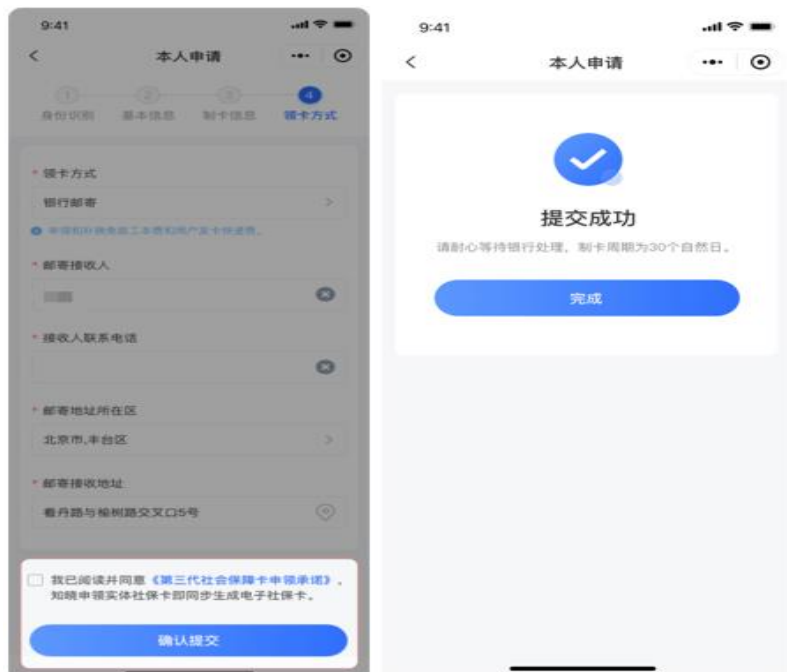 9:41
本人申请
1
2
3
4
身份识别
基本信息
制卡信息
领卡方式
* 领卡方式
银行邮寄
* 邮寄接收人
* 接收人联系电话
* 邮寄地址所在区
北京市,丰台区
* 邮寄接收地址
看丹路与榆树路交叉口5号
我已阅读并同意《第三代社会保障卡申领承诺》,
知晓申领实体社保卡即同步生成电子社保卡。
确认提交
9:41
本人申请
提交成功
请耐心等待银行处理，制卡周期为30个自然日。
完成